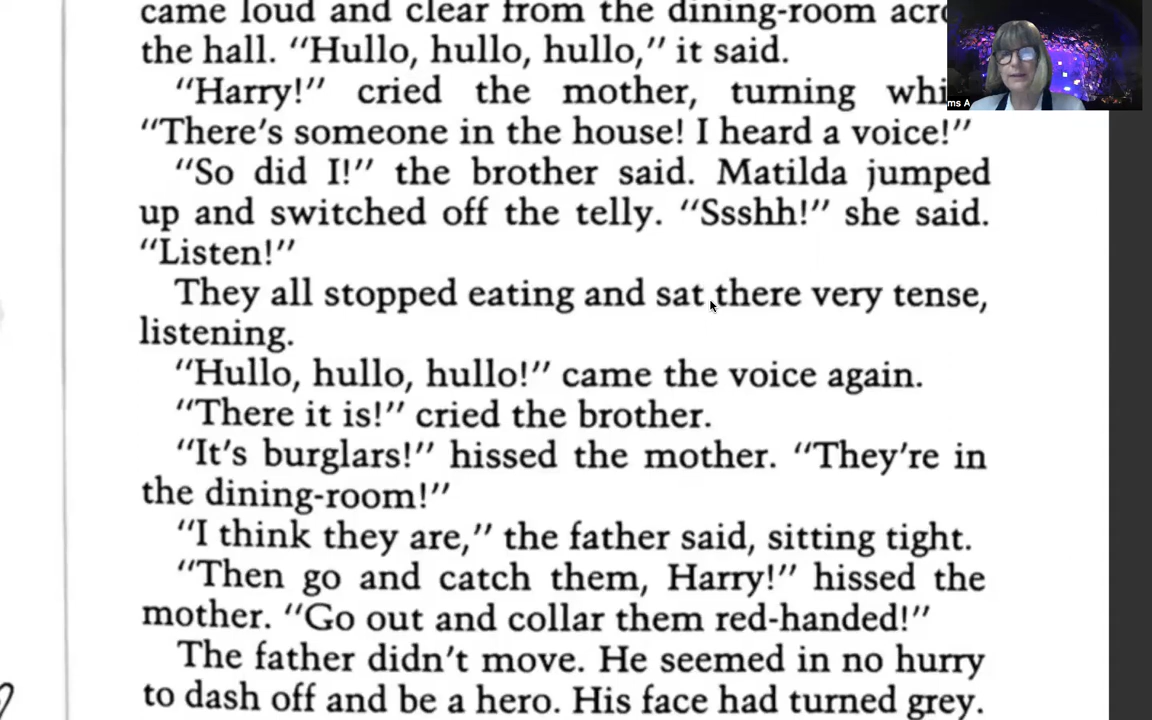 came loud and clear from the dining-room
the hall. “Hullo, hullo, hullo,” it said.
“Harry!” cried the mother, turning
“There’s someone in the house! I heard a voice!”
“So did I!” the brother said. Matilda jumped
up and switched off the telly. “Ssshh!” she said.
“Listen!”
They all stopped eating and sat there very tense,
listening.
“Hullo, hullo, hullo!” came the voice again.
“There it is!” cried the brother.
“It’s burglars!” hissed the mother. “They’re in
the dining-room!”
“I think they are,” the father said, sitting tight.
“Then go and catch them, Harry!” hissed the
mother. “Go out and collar them red-handed!”
The father didn’t move. He seemed in no hurry
to dash off and be a hero. His face had turned grey.
ms A